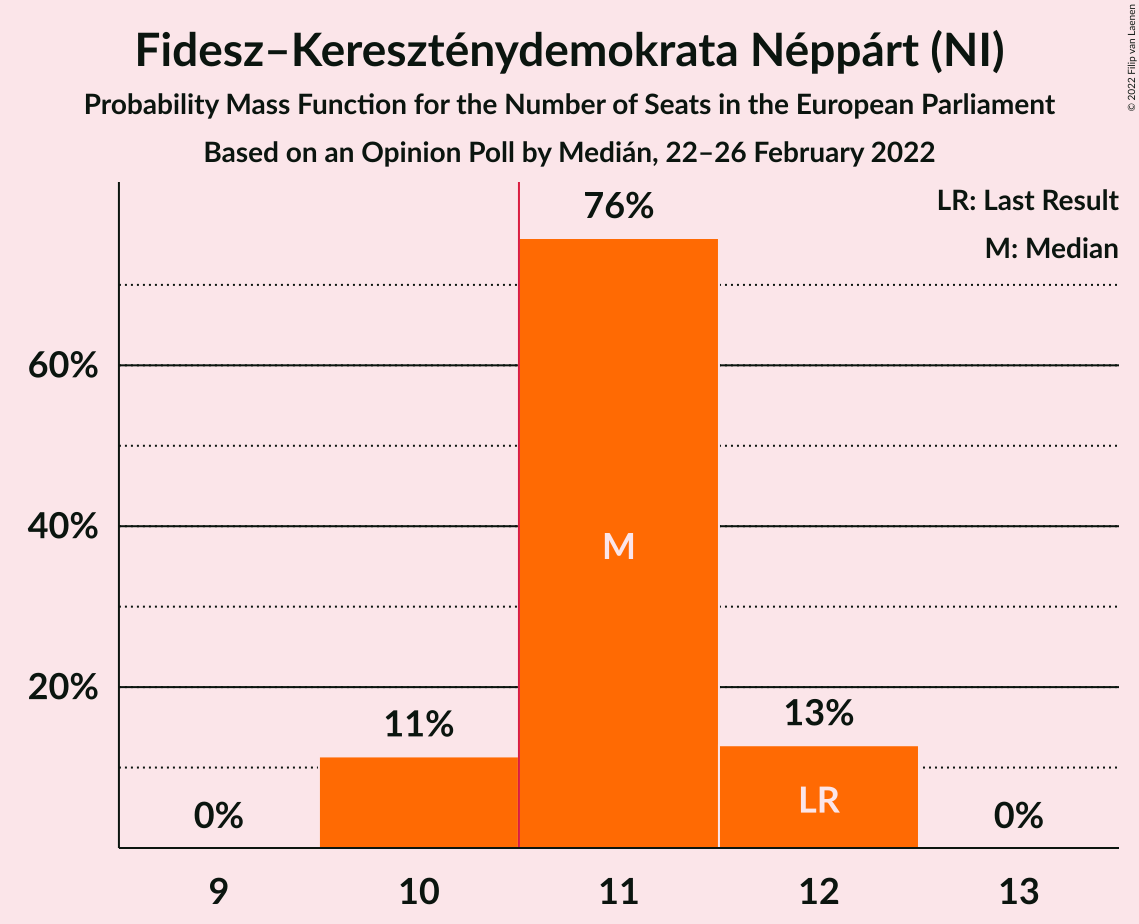 Fidesz–Kereszténydemokrata Néppárt (NI)
Probability Mass Function for the Number of Seats in the European Parliament
Based on an Opinion Poll by Medián, 22–26 February 2022
© 2022 Filip van Laenen
LR: Last Result
M: Median
76%
60%
40%
M
20%
13%
11%
LR
0%
0%
9 10 11 12 13